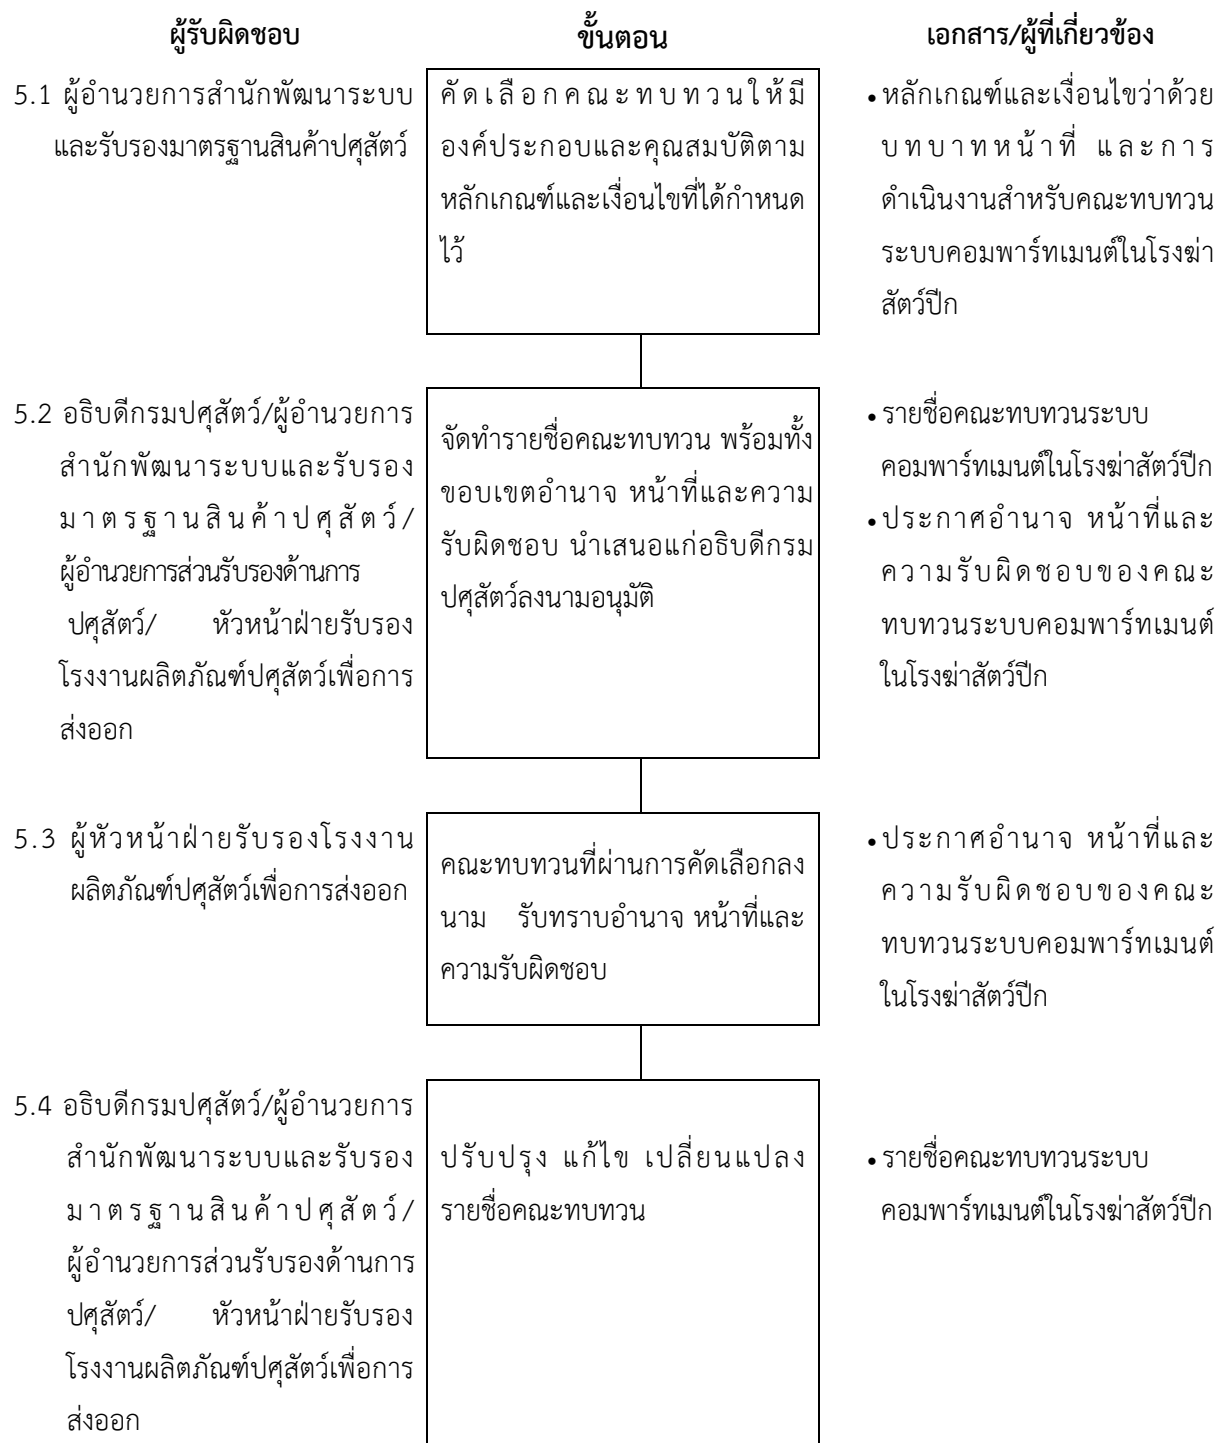 ผู้รับผิดชอบ
ขั้นตอน
เอกสาร/ผู้ที่เกี่ยวข้อง
5.1 ผู้อำนวยการสำนักพัฒนาระบบ
และรับรองมาตรฐานสินค้าปศุสัตว์
คัดเลือกคณะทบทวนให้มี
องค์ประกอบและคุณสมบัติตาม
หลักเกณฑ์และเงื่อนไขที่ได้กำหนด
ไว้
• หลักเกณฑ์และเงื่อนไขว่าด้วย
บทบาทหน้าที่ และการ
ดำเนินงานสำหรับคณะทบทวน
ระบบคอมพาร์ทเมนต์ในโรงฆ่า
สัตว์ปีก
5.2 อธิบดีกรมปศุสัตว์/ผู้อำนวยการ
สำนักพัฒนาระบบและรับรอง
มาตรฐานสินค้าปศุสัตว์/
ผู้อำนวยการส่วนรับรองด้านการ
ปศุสัตว์/ หัวหน้าฝ่ายรับรอง
โรงงานผลิตภัณฑ์ปศุสัตว์เพื่อการ
ส่งออก
จัดทำรายชื่อคณะทบทวน พร้อมทั้ง
ขอบเขตอำนาจ หน้าที่และความ
รับผิดชอบ นำเสนอแก่อธิบดีกรม
ปศุสัตว์ลงนามอนุมัติ
• รายชื่อคณะทบทวนระบบ
คอมพาร์ทเมนต์ในโรงฆ่าสัตว์ปีก
• ประกาศอำนาจ หน้าที่และ
ความรับผิดชอบของคณะ
ทบทวนระบบคอมพาร์ทเมนต์
ในโรงฆ่าสัตว์ปีก
5.3 ผู้หัวหน้าฝ่ายรับรองโรงงาน
ผลิตภัณฑ์ปศุสัตว์เพื่อการส่งออก
คณะทบทวนที่ผ่านการคัดเลือกลง
นาม รับทราบอำนาจ หน้าที่และ
ความรับผิดชอบ
• ประกาศอำนาจ หน้าที่และ
ความรับผิดชอบของคณะ
ทบทวนระบบคอมพาร์ทเมนต์
ในโรงฆ่าสัตว์ปีก
5.4 อธิบดีกรมปศุสัตว์/ผู้อำนวยการ
สำนักพัฒนาระบบและรับรอง
มาตรฐานสินค้าปศุสัตว์/
ผู้อำนวยการส่วนรับรองด้านการ
ปศุสัตว์/ หัวหน้าฝ่ายรับรอง
โรงงานผลิตภัณฑ์ปศุสัตว์เพื่อการ
ส่งออก
ปรับปรุง แก้ไข เปลี่ยนแปลง
รายชื่อคณะทบทวน
• รายชื่อคณะทบทวนระบบ
คอมพาร์ทเมนต์ในโรงฆ่าสัตว์ปีก